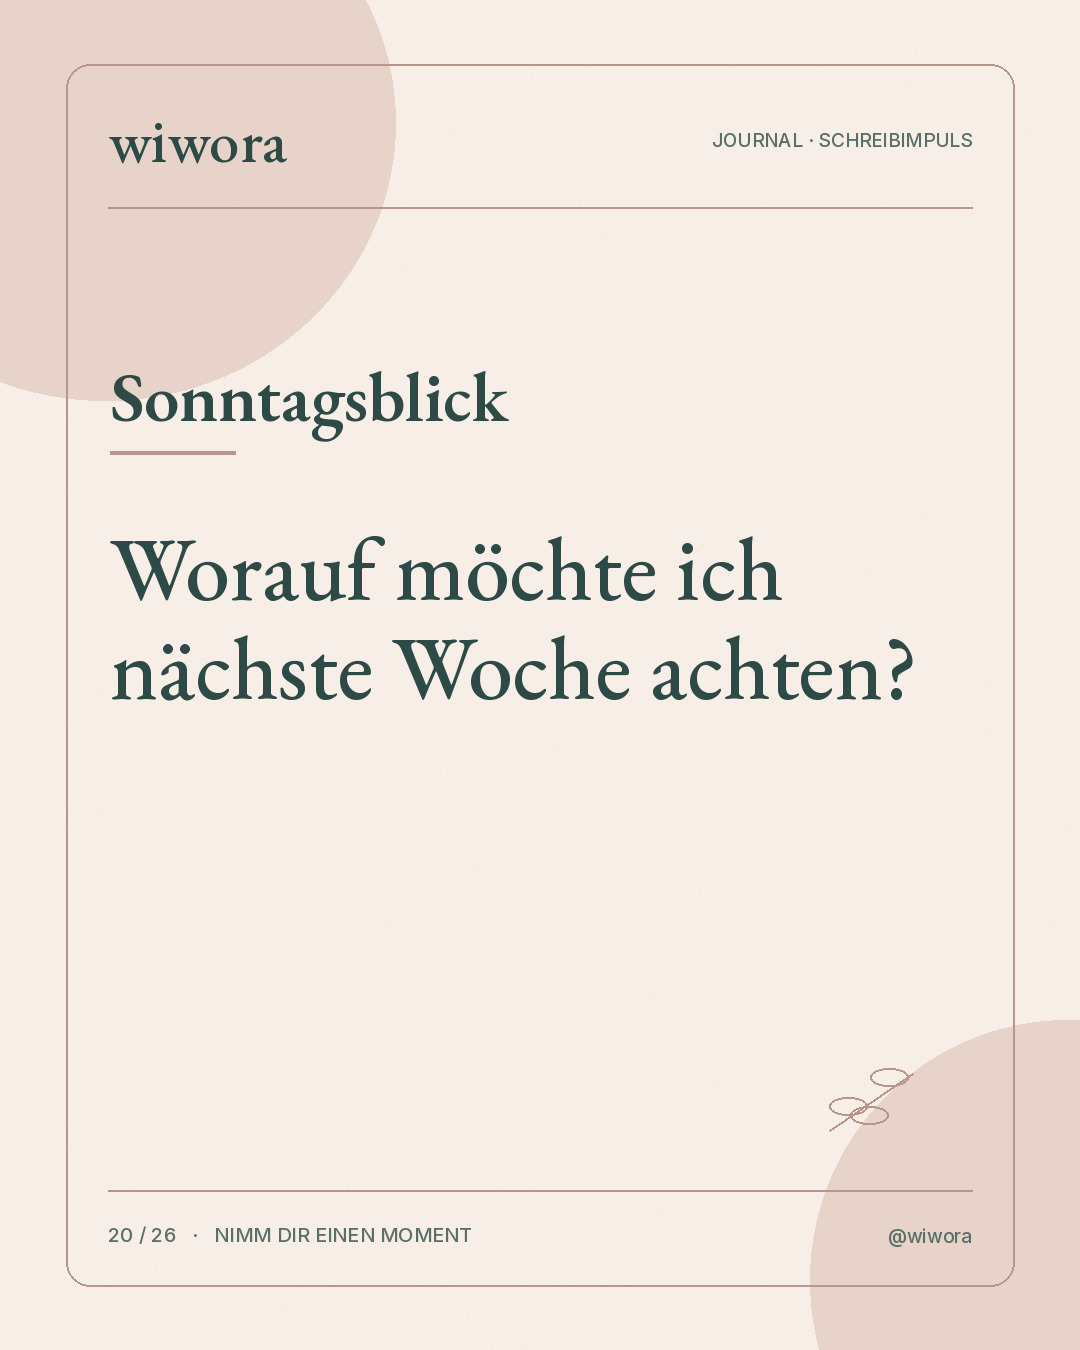 wiwora
JOURNAL · SCHREIBIMPULS
Sonntagsblick
Worauf möchte ich
nächste Woche achten?
20 / 26 · NIMM DIR EINEN MOMENT
@wiwora